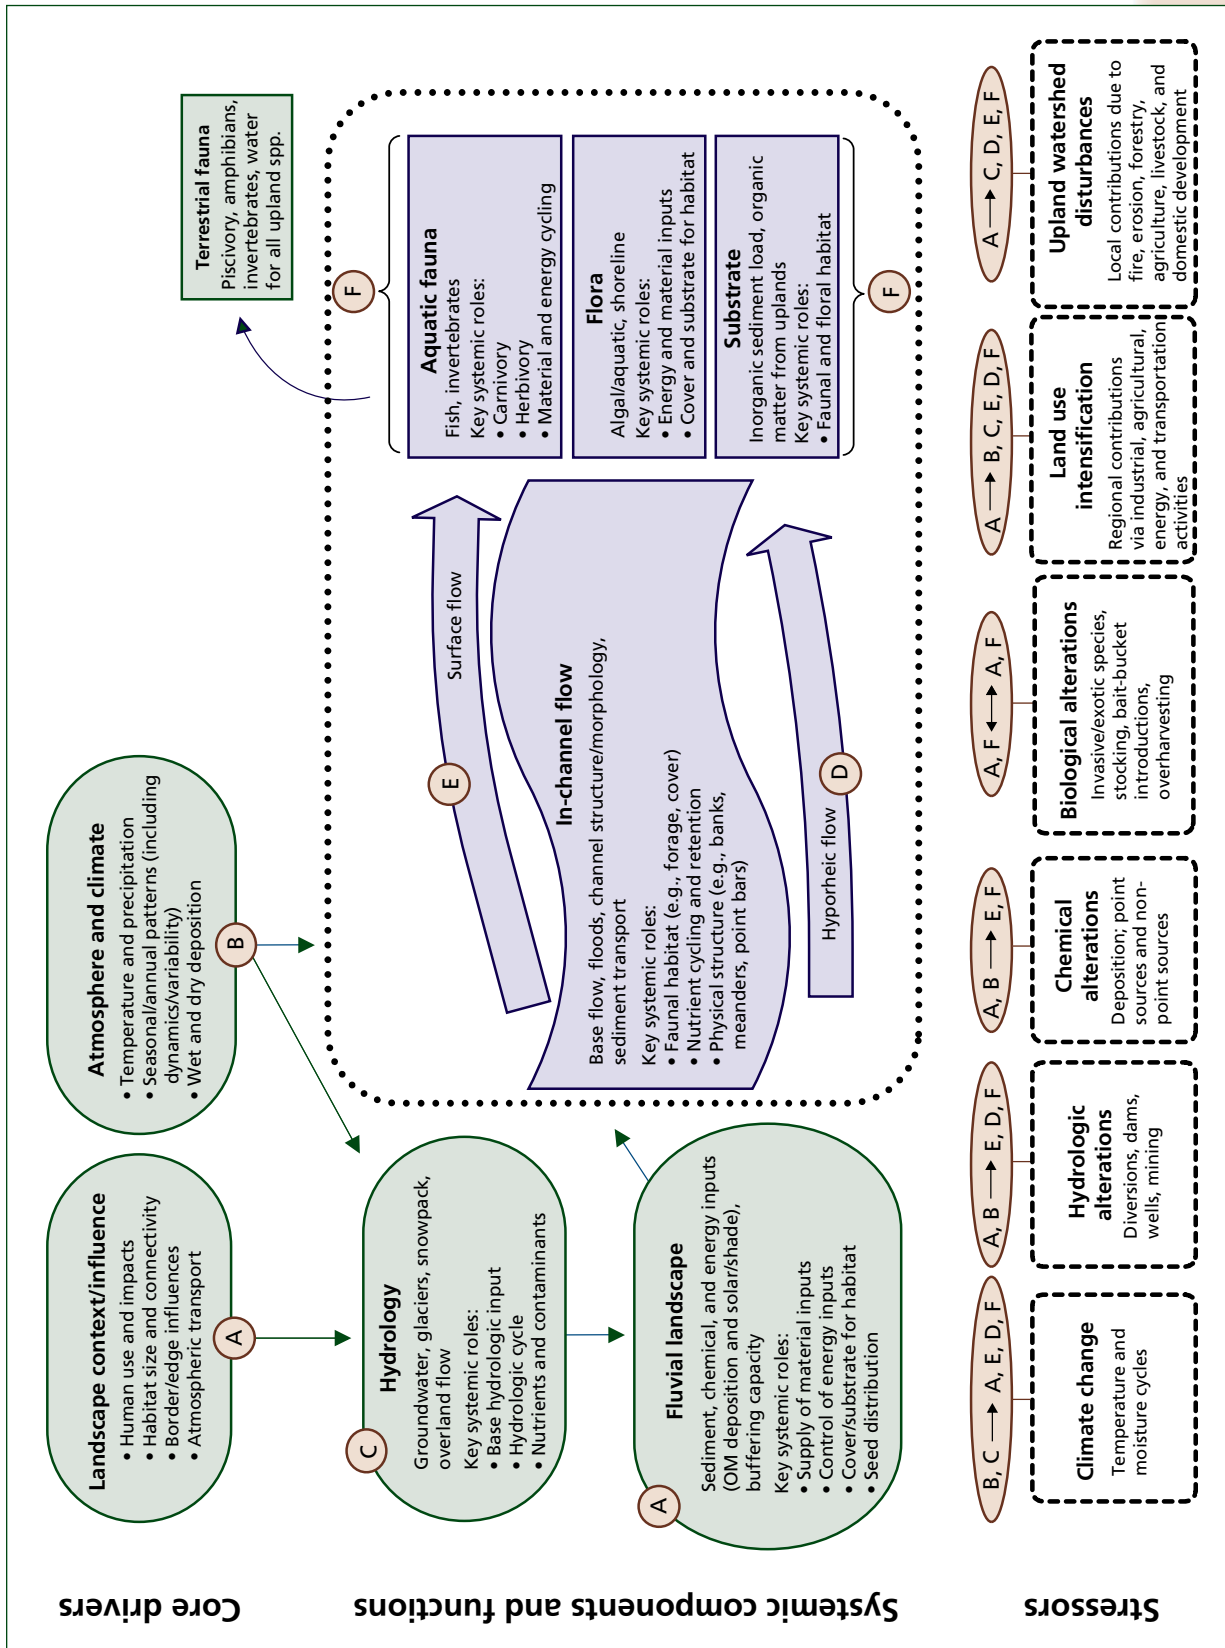 Core drivers
Landscape context/influence
• Human use and impacts
• Habitat size and connectivity
• Border/edge influences
• Atmospheric transport
A
Atmosphere and climate
• Temperature and precipitation
• Seasonal/annual patterns (including
dynamics/variability)
• Wet and dry deposition
B
Terrestrial fauna
Piscivory, amphibians,
invertebrates, water
for all upland spp.
Systemic components and functions
C
Hydrology
Groundwater, glaciers, snowpack,
overland flow
Key systemic roles:
• Base hydrologic input
• Hydrologic cycle
• Nutrients and contaminants
A
Fluvial landscape
Sediment, chemical, and energy inputs
(OM deposition and solar/shade),
buffering capacity
Key systemic roles:
• Supply of material inputs
• Control of energy inputs
• Cover/substrate for habitat
• Seed distribution
E
Surface flow
In-channel flow
Base flow, floods, channel structure/morphology,
sediment transport
Key systemic roles:
• Faunal habitat (e.g., forage, cover)
• Nutrient cycling and retention
• Physical structure (e.g., banks,
meanders, point bars)
Hyporheic flow
D
F
Aquatic fauna
Fish, invertebrates
Key systemic roles:
• Carnivory
• Herbivory
• Material and energy cycling
Flora
Algal/aquatic, shoreline
Key systemic roles:
• Energy and material inputs
• Cover and substrate for habitat
Substrate
Inorganic sediment load, organic
matter from uplands
Key systemic roles:
• Faunal and floral habitat
F
Stressors
B, C → A, E, D, F
Climate change
Temperature and
moisture cycles
A, B → E, D, F
Hydrologic
alterations
Diversions, dams,
wells, mining
A, B → E, F
Chemical
alterations
Deposition; point
sources and non-
point sources
A, F ↔ A, F
Biological alterations
Invasive/exotic species,
stocking, bait-bucket
introductions,
overharvesting
A → B, C, E, D, F
Land use
intensification
Regional contributions
via industrial, agricultural,
energy, and transportation
activities
A → C, D, E, F
Upland watershed
disturbances
Local contributions due to
fire, erosion, forestry,
agriculture, livestock, and
domestic development